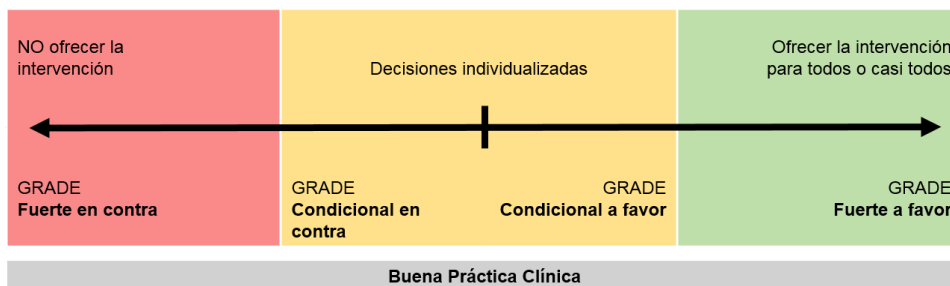 NO ofrecer la
intervención
Decisiones individualizadas
Ofrecer la intervención
para todos o casi todos
GRADE
Fuerte en contra
GRADE
Condicional en
contra
GRADE
Condicional a favor
GRADE
Fuerte a favor
Buena Práctica Clínica